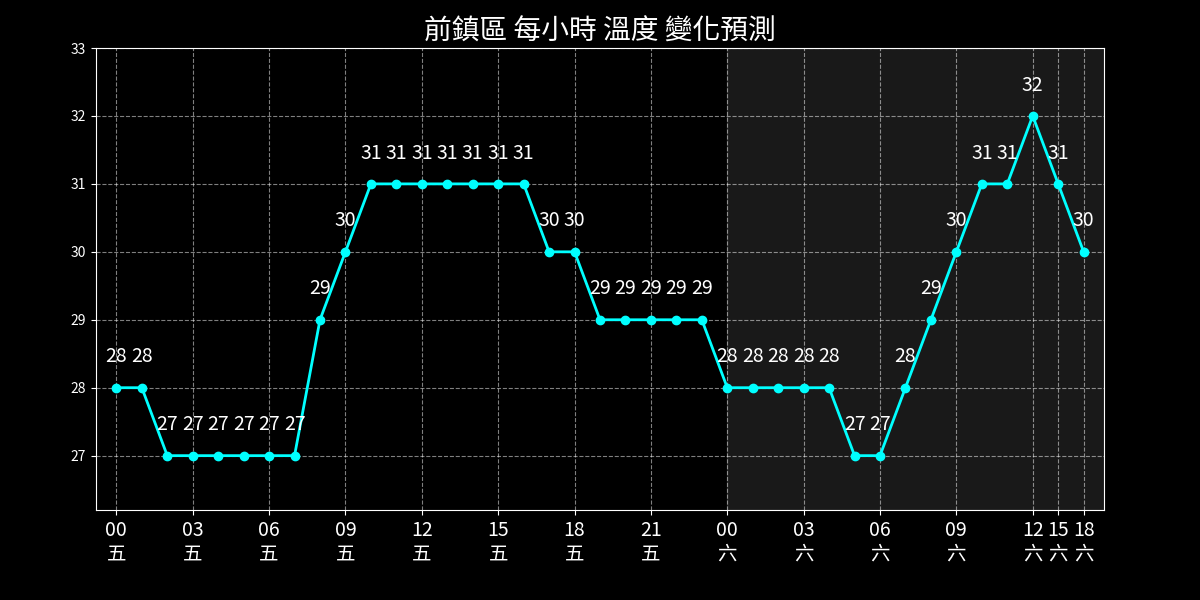 前鎮區 每小時 溫度 變化預測
33
32
31
30
29
28
27
32
31 31 31 31 31 31 31 31 31 31
30 30 30 30 30
29 29 29 29 29 29 29
28 28 28 28 28 28 28 28
27 27 27 27 27 27 27 27
00 03 06 09 12 15 18 21 00 03 06 09 12 15 18
五 五 五 五 五 五 五 五 六 六 六 六 六 六 六